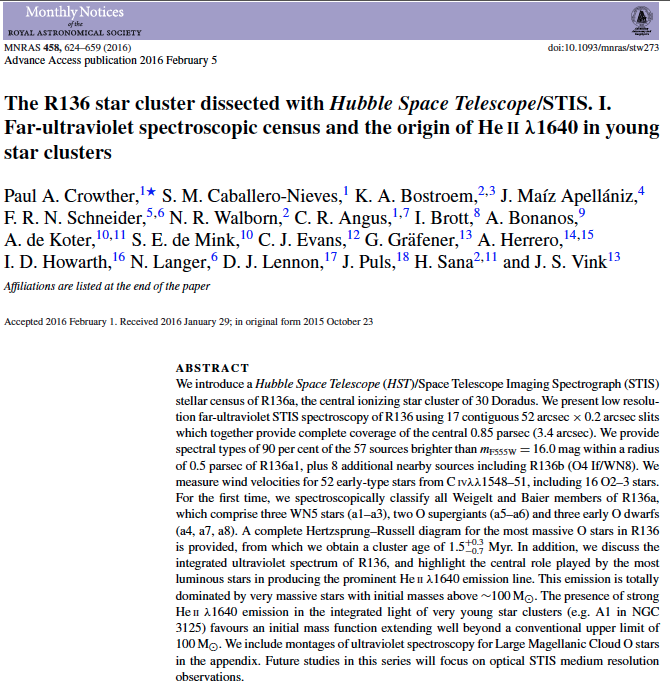 Monthly Notices
of the
ROYAL ASTRONOMICAL SOCIETY
MNRAS 458, 624–659 (2016)
doi:10.1093/mnras/stw273
Advance Access publication 2016 February 5
The R136 star cluster dissected with Hubble Space Telescope/STIS. I.
Far-ultraviolet spectroscopic census and the origin of He II λ1640 in young
star clusters
Paul A. Crowther,1★ S. M. Caballero-Nieves,1 K. A. Bostroem,2,3 J. Maíz Apellániz,4
F. R. N. Schneider,5,6 N. R. Walborn,2 C. R. Angus,1,7 I. Brott,8 A. Bonanos,9
A. de Koter,10,11 S. E. de Mink,10 C. J. Evans,12 G. Gräfener,13 A. Herrero,14,15
I. D. Howarth,16 N. Langer,6 D. J. Lennon,17 J. Puls,18 H. Sana2,11 and J. S. Vink13
Affiliations are listed at the end of the paper
Accepted 2016 February 1. Received 2016 January 29; in original form 2015 October 23
ABSTRACT
We introduce a Hubble Space Telescope (HST)/Space Telescope Imaging Spectrograph (STIS)
stellar census of R136a, the central ionizing star cluster of 30 Doradus. We present low resolu-
tion far-ultraviolet STIS spectroscopy of R136 using 17 contiguous 52 arcsec × 0.2 arcsec slits
which together provide complete coverage of the central 0.85 parsec (3.4 arcsec). We provide
spectral types of 90 per cent of the 57 sources brighter than mF555W = 16.0 mag within a radius
of 0.5 parsec of R136a1, plus 8 additional nearby sources including R136b (O4 If/WN8). We
measure wind velocities for 52 early-type stars from C IVλλ1548–51, including 16 O2–3 stars.
For the first time, we spectroscopically classify all Weigelt and Baier members of R136a,
which comprise three WN5 stars (a1–a3), two O supergiants (a5–a6) and three early O dwarfs
(a4, a7, a8). A complete Hertzsprung–Russell diagram for the most massive O stars in R136
is provided, from which we obtain a cluster age of 1.5+0.3−0.7 Myr. In addition, we discuss the
integrated ultraviolet spectrum of R136, and highlight the central role played by the most
luminous stars in producing the prominent He II λ1640 emission line. This emission is totally
dominated by very massive stars with initial masses above ∼100 M⊙. The presence of strong
He II λ1640 emission in the integrated light of very young star clusters (e.g. A1 in NGC
3125) favours an initial mass function extending well beyond a conventional upper limit of
100 M⊙. We include montages of ultraviolet spectroscopy for Large Magellanic Cloud O stars
in the appendix. Future studies in this series will focus on optical STIS medium resolution
observations.